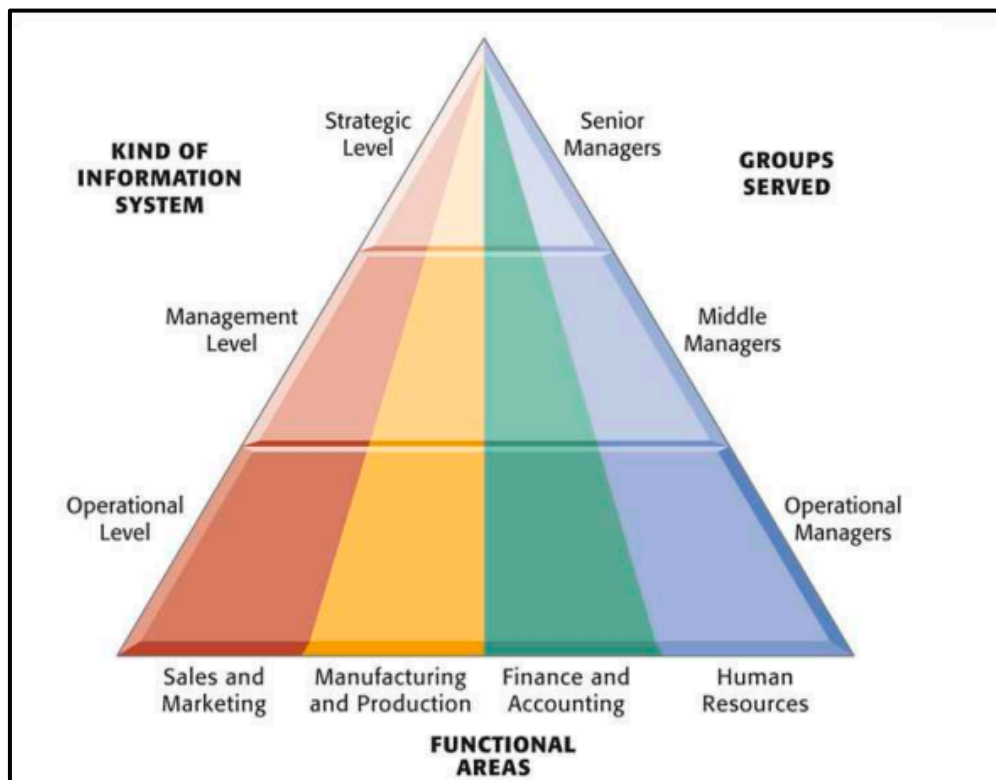 Strategic
Level
Senior
Managers
KIND OF
INFORMATION
SYSTEM
GROUPS
SERVED
Management
Level
Middle
Managers
Operational
Level
Operational
Managers
Sales and
Marketing
Manufacturing
and Production
Finance and
Accounting
Human
Resources
FUNCTIONAL
AREAS